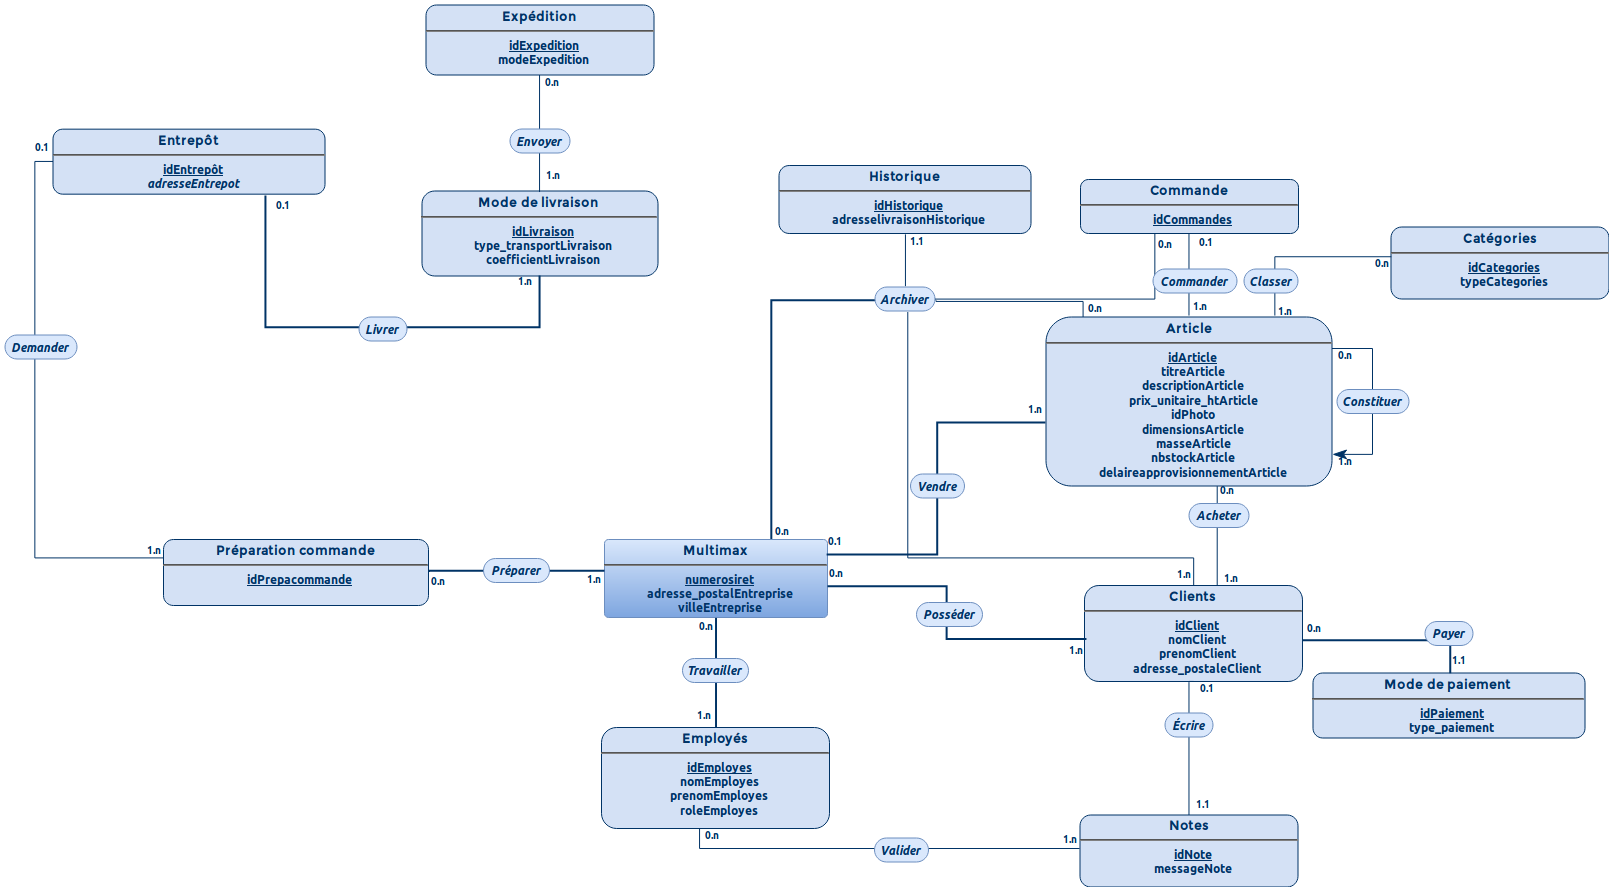 Expédition
idExpedition
modeExpedition
0.n
Envoyer
1.n
Entrepôt
idEntrepôt
adresseEntrepot
0.1
0.1
Mode de livraison
idLivraison
type_transportLivraison
coefficientLivraison
1.n
Livrer
Demander
1.n
Historique
idHistorique
adresselivraisonHistorique
1.1
Archiver
Commande
idCommandes
0.n
0.1
Commander
1.n
Catégories
idCategories
typeCategories
0.n
Classer
1.n
0.n
Article
idArticle
titreArticle
descriptionArticle
prix_unitaire_htArticle
idPhoto
dimensionsArticle
masseArticle
nbstockArticle
delaireapprovisionnementArticle
0.n
Constituer
1.n
1.n
Vendre
0.n
Acheter
1.n
Préparation commande
idPrepacommande
0.n
Préparer
1.n
Multimax
numerosiret
adresse_postalEntreprise
villeEntreprise
0.n
0.1
0.n
Posséder
1.n
1.n
Clients
idClient
nomClient
prenomClient
adresse_postaleClient
0.n
Payer
1.1
Mode de paiement
idPaiement
type_paiement
0.n
Travailler
1.n
Employés
idEmployes
nomEmployes
prenomEmployes
roleEmployes
0.n
Valider
1.n
0.1
Écrire
1.1
Notes
idNote
messageNote